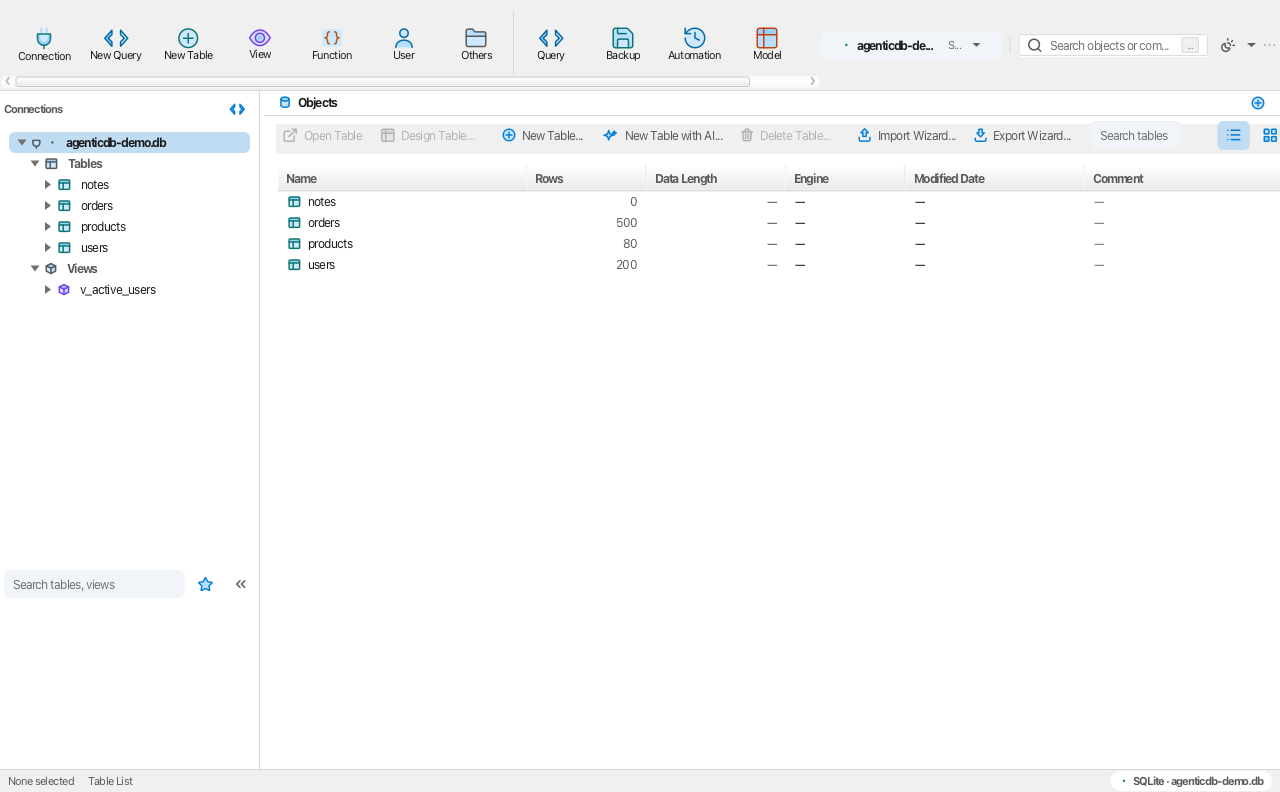 Connection
New Query
New Table
View
Function
User
Others
Query
Backup
Automation
Model
agenticdb-de...
S...
Search objects or com...
...
Connections
agenticdb-demo.db
Tables
notes
orders
products
users
Views
v_active_users
Search tables, views
Objects
Open Table
Design Table...
New Table...
New Table with AI...
Delete Table...
Import Wizard...
Export Wizard...
Search tables
Name Rows Data Length Engine Modified Date Comment
notes 0 — — — —
orders 500 — — — —
products 80 — — — —
users 200 — — — —
None selected
Table List
SQLite · agenticdb-demo.db